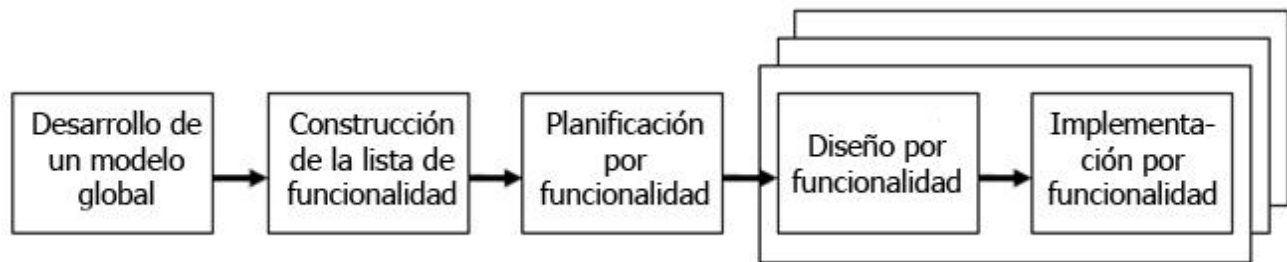 Desarrollo de
un modelo
global
Construcción
de la lista de
funcionalidad
Planificación
por
funcionalidad
Diseño por
funcionalidad
Implementa-
ción por
funcionalidad